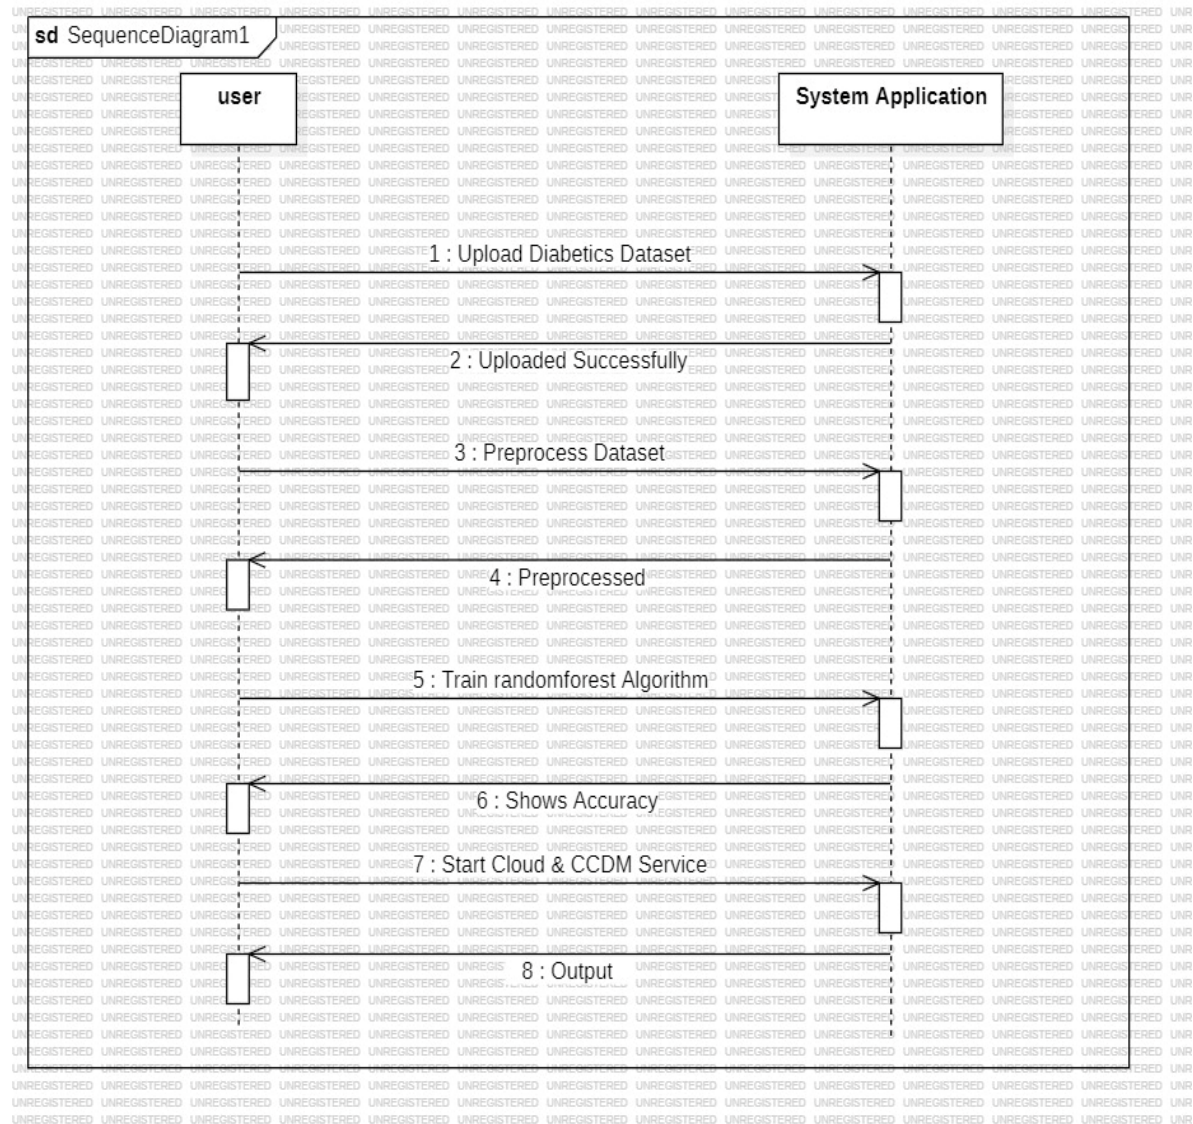 sd SequenceDiagram1
user
System Application
1 : Upload Diabetics Dataset
2 : Uploaded Successfully
3 : Preprocess Dataset
4 : Preprocessed
5 : Train randomforest Algorithm
6 : Shows Accuracy
7 : Start Cloud & CCDM Service
8 : Output
UNREGISTERED